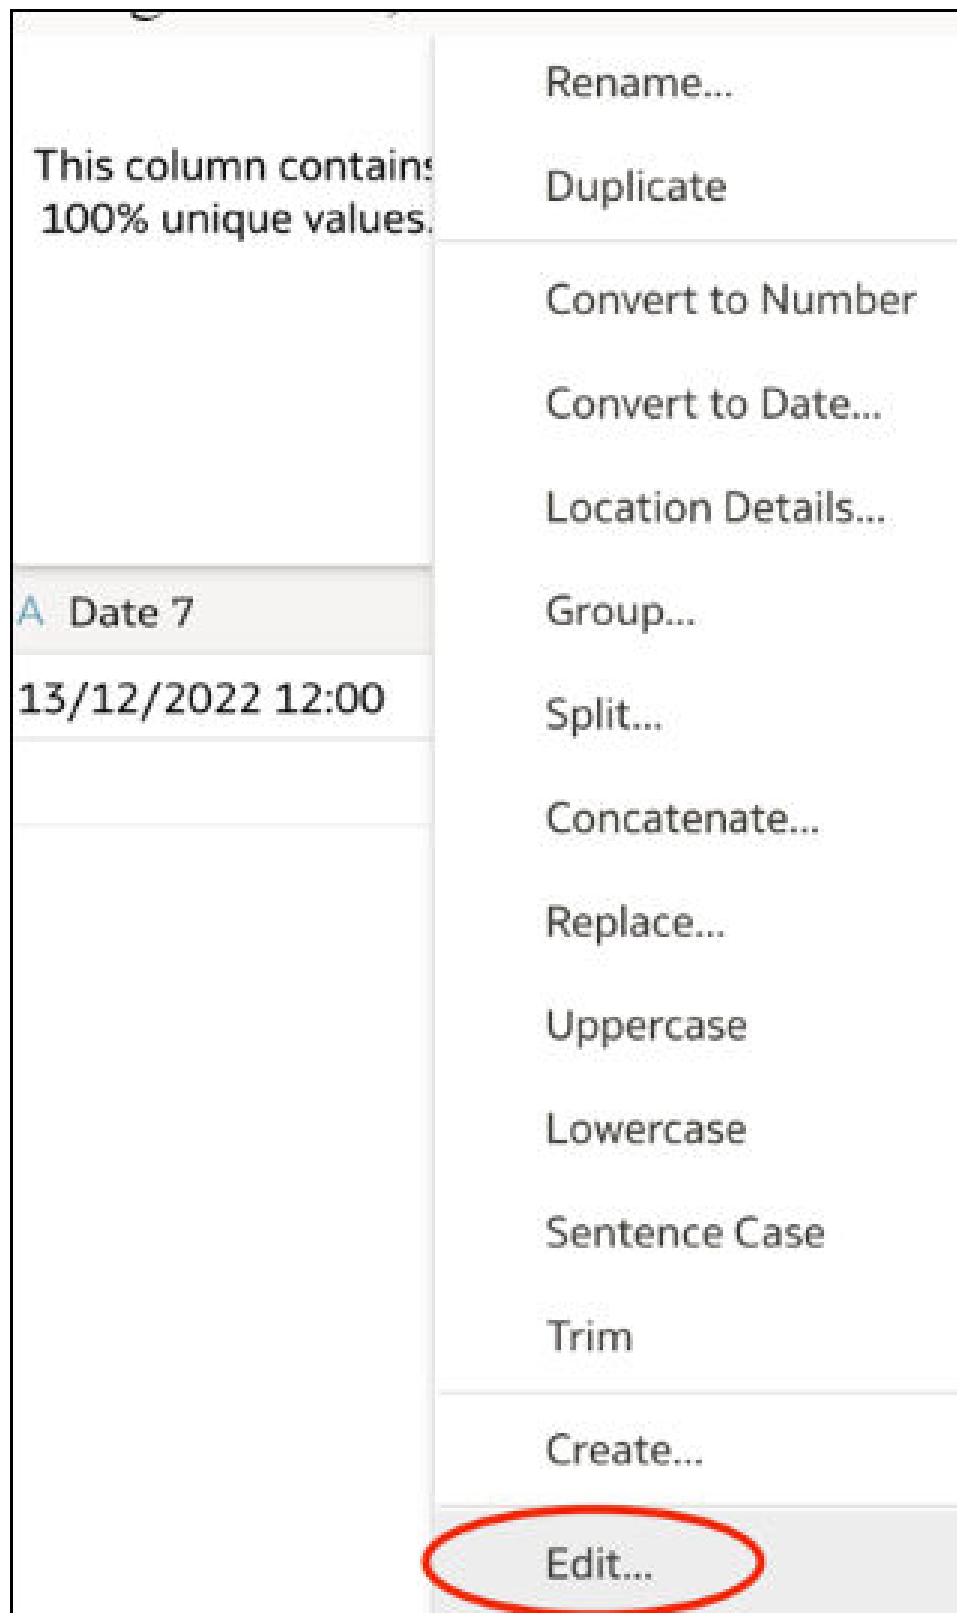 This column contains
100% unique values.
A Date 7
13/12/2022 12:00
Rename...
Duplicate
Convert to Number
Convert to Date...
Location Details...
Group...
Split...
Concatenate...
Replace...
Uppercase
Lowercase
Sentence Case
Trim
Create...
Edit...